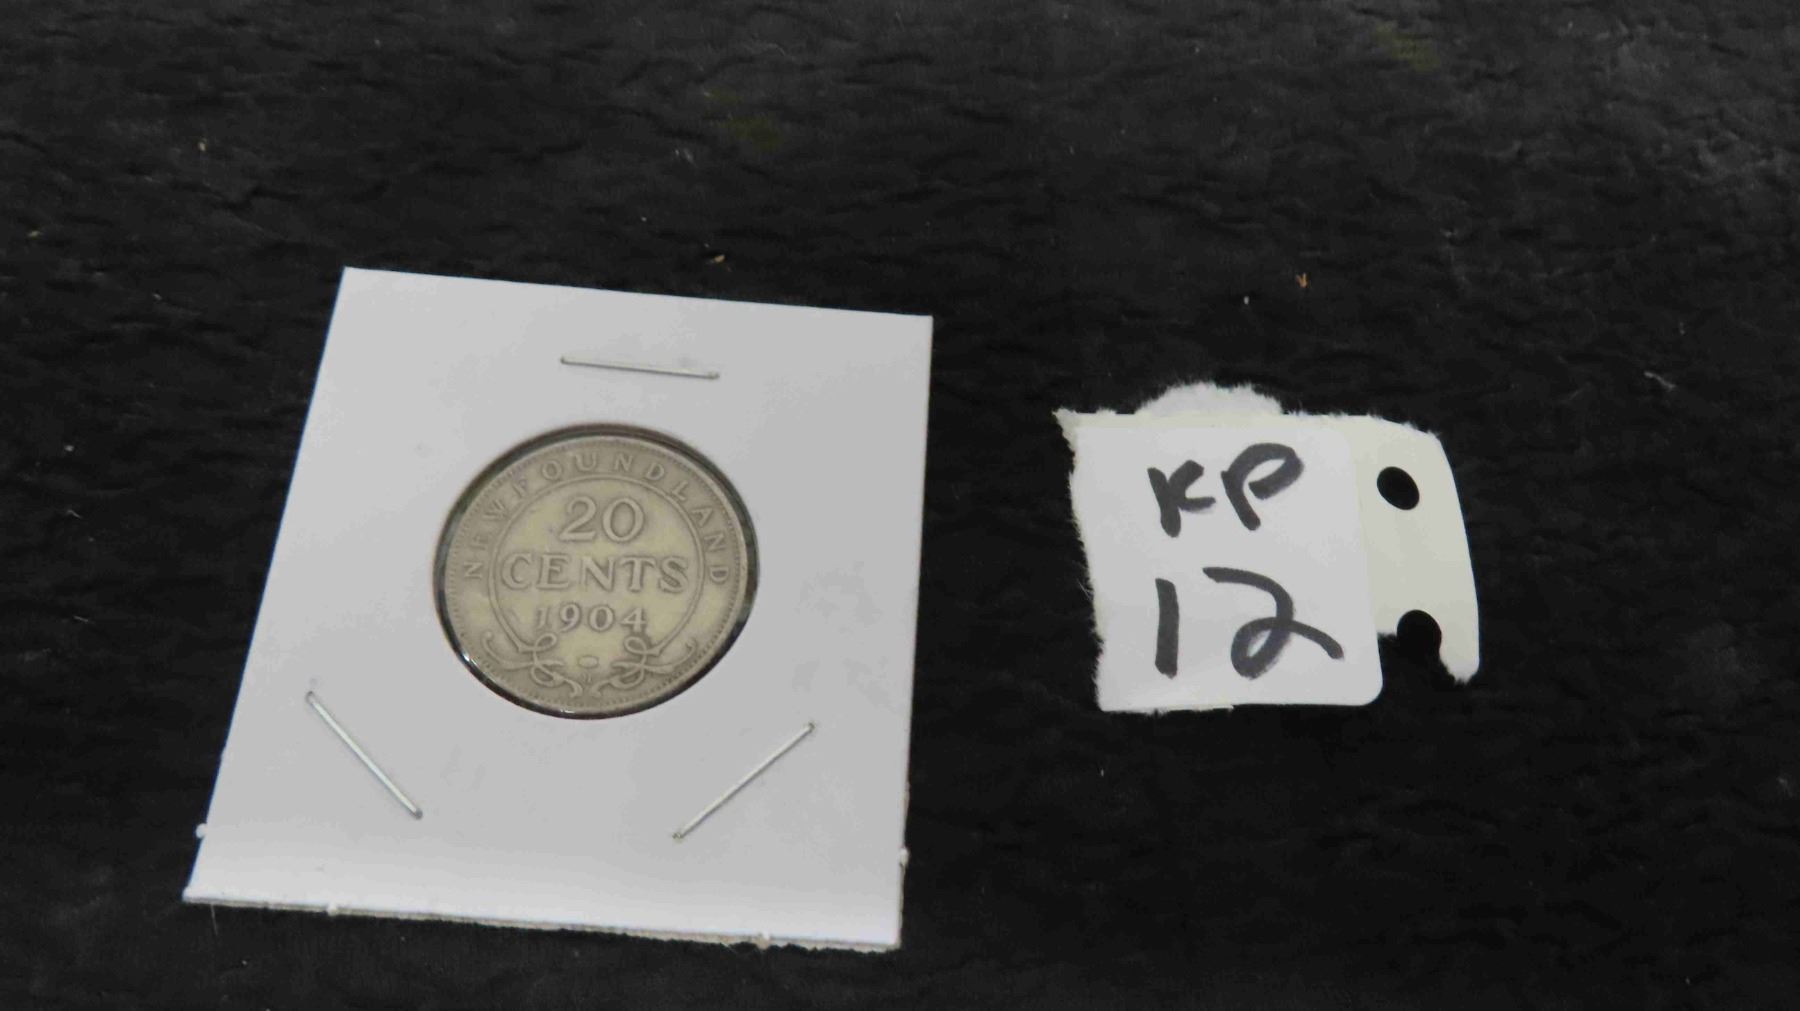 NEWFOUNDLAND
20
CENTS
1904
KP
12